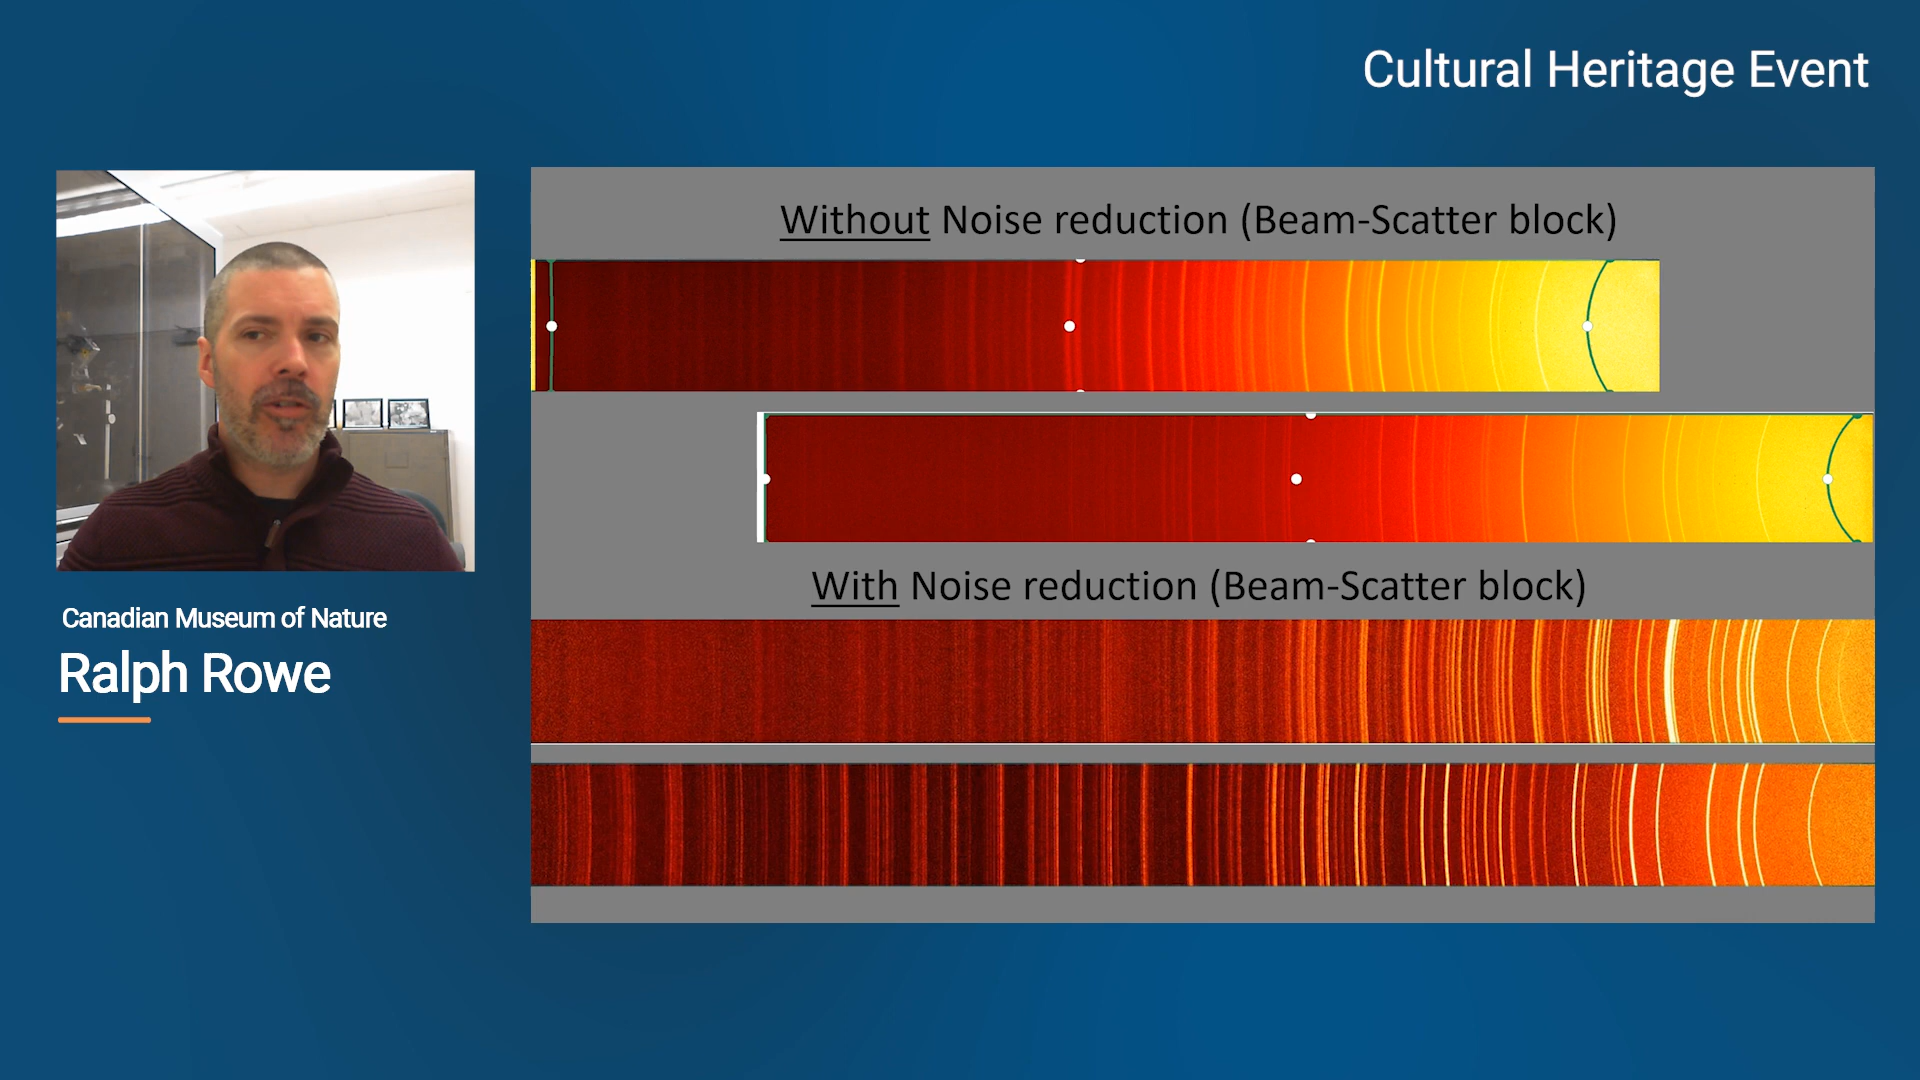 Cultural Heritage Event
Without Noise reduction (Beam-Scatter block)
With Noise reduction (Beam-Scatter block)
Canadian Museum of Nature
Ralph Rowe